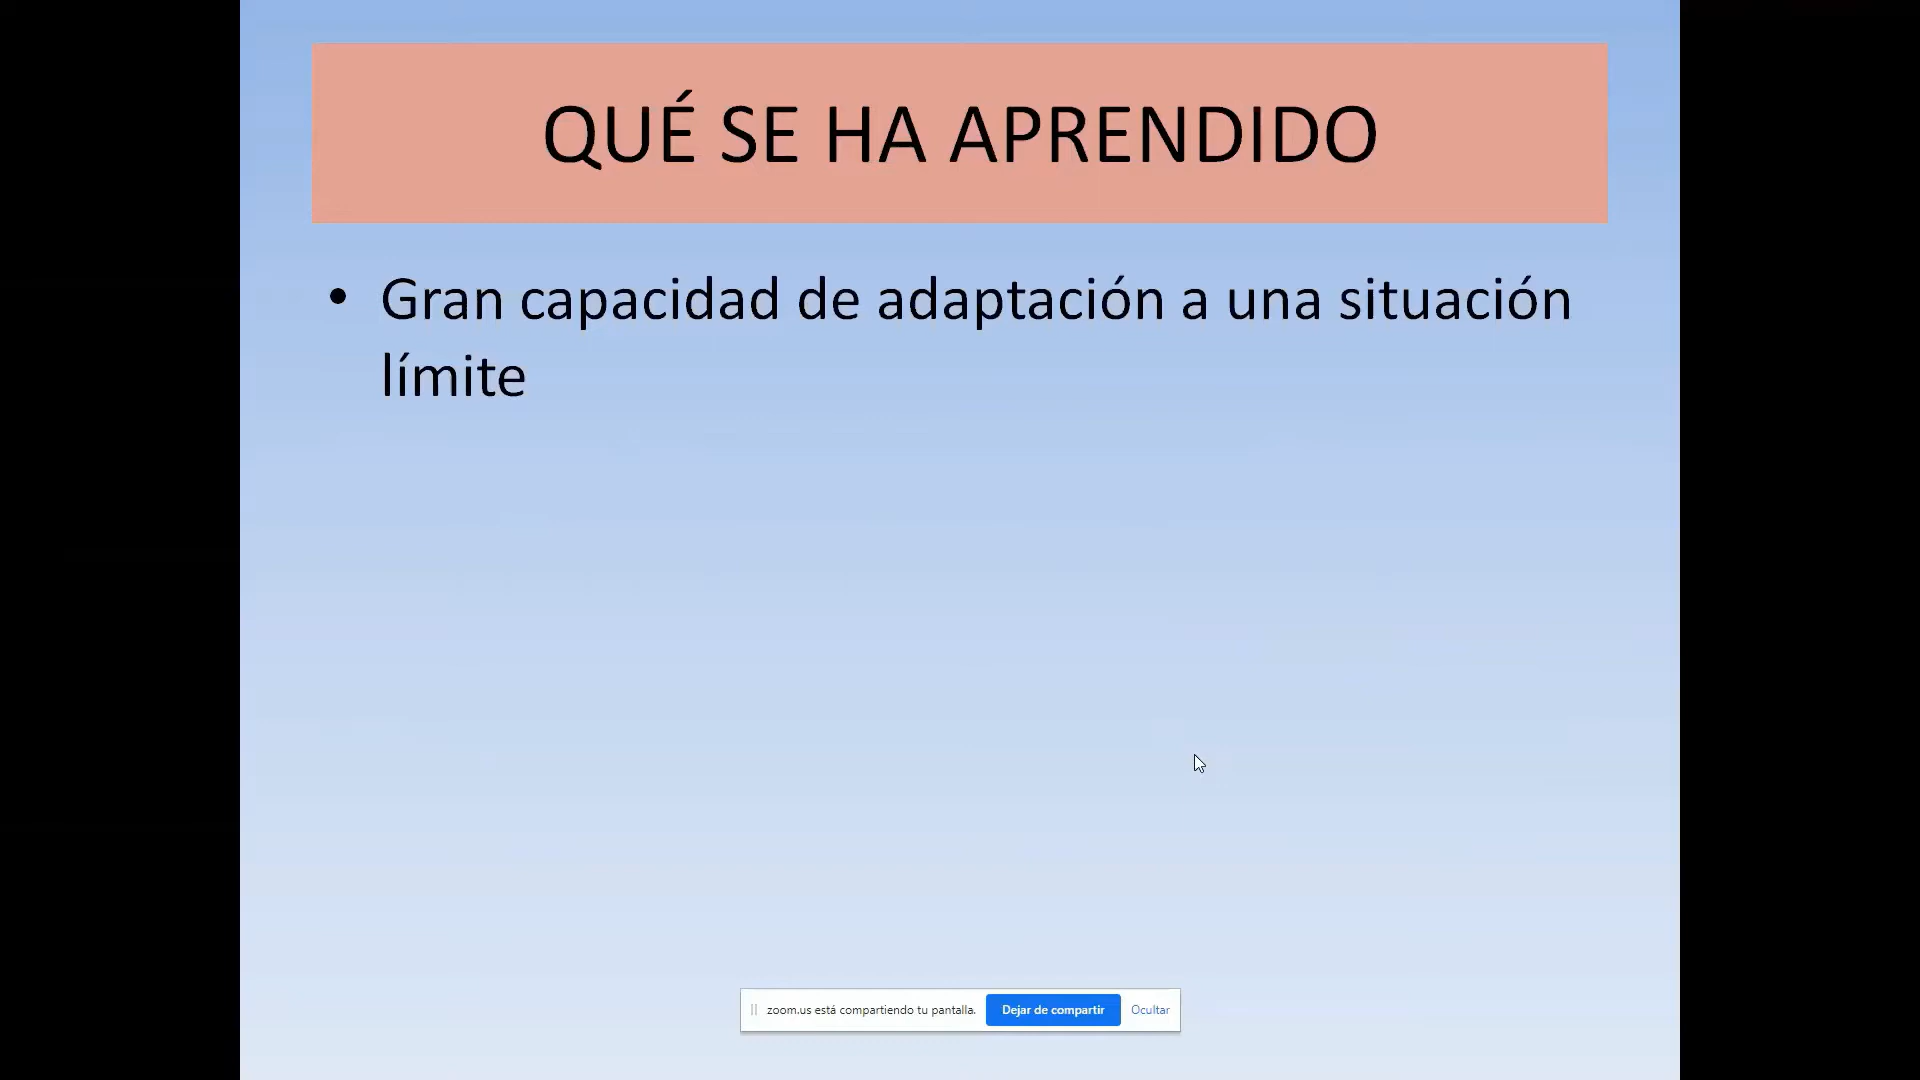 QUÉ SE HA APRENDIDO
• Gran capacidad de adaptación a una situación
límite
zoom.us está compartiendo tu pantalla. Dejar de compartir Ocultar